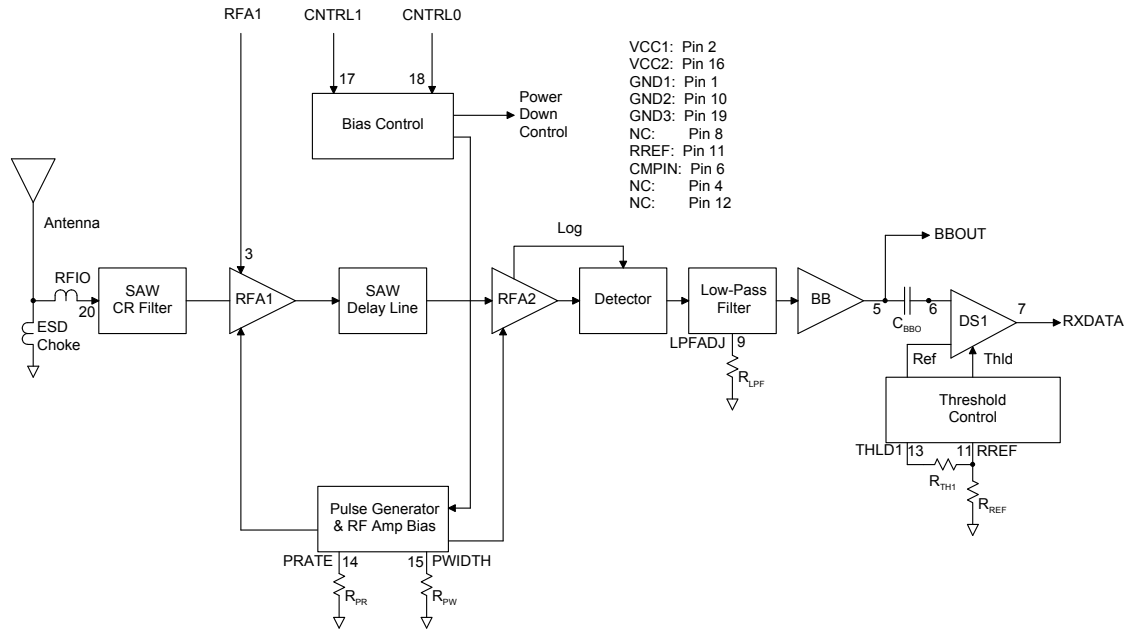 RFA1
CNTRL1
CNTRL0
17
18
Bias Control
Power
Down
Control
VCC1: Pin 2
VCC2: Pin 16
GND1: Pin 1
GND2: Pin 10
GND3: Pin 19
NC: Pin 8
RREF: Pin 11
CMPIN: Pin 6
NC: Pin 4
NC: Pin 12
Antenna
RFIO
20
ESD
Choke
SAW
CR Filter
3
RFA1
SAW
Delay Line
Log
RFA2
Detector
Low-Pass
Filter
LPFADJ
9
RLPF
BB
BBOUT
5
CBBO
6
DS1
7
RXDATA
Ref
Thld
Threshold
Control
THLD1
13
11
RREF
RTH1
RREF
Pulse Generator
& RF Amp Bias
PRATE
14
15
PWIDTH
RPR
RPW